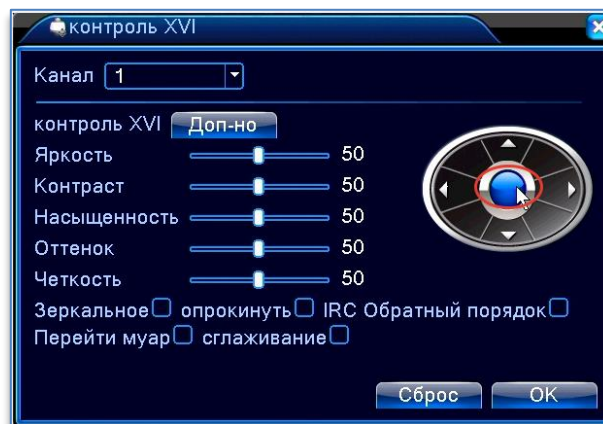 контроль XVI
Канал 1
контроль XVI Доп-но
Яркость 50
Контраст 50
Насыщенность 50
Оттенок 50
Четкость 50
Зеркальное опрокинуть IRC Обратный порядок
Перейти муар сглаживание
Сброс OK